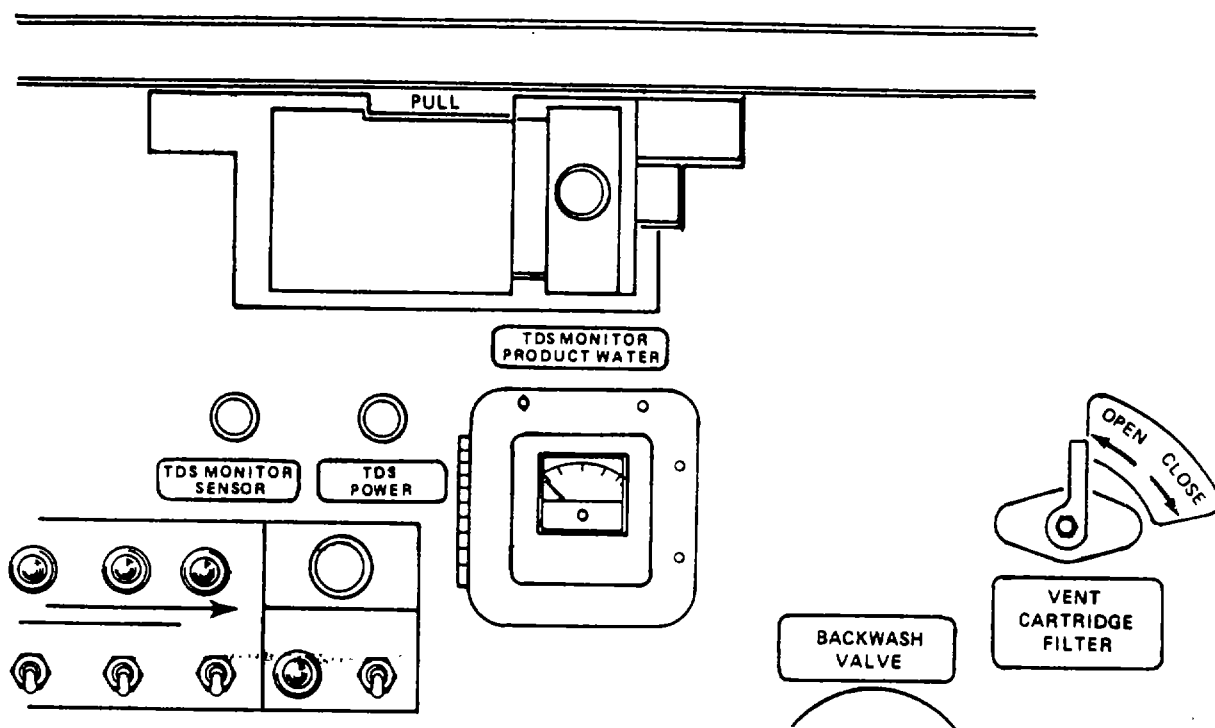 PULL
TDS MONITOR
PRODUCT WATER
TDS MONITOR
SENSOR
TDS
POWER
OPEN CLOSE
VENT
CARTRIDGE
FILTER
BACKWASH
VALVE